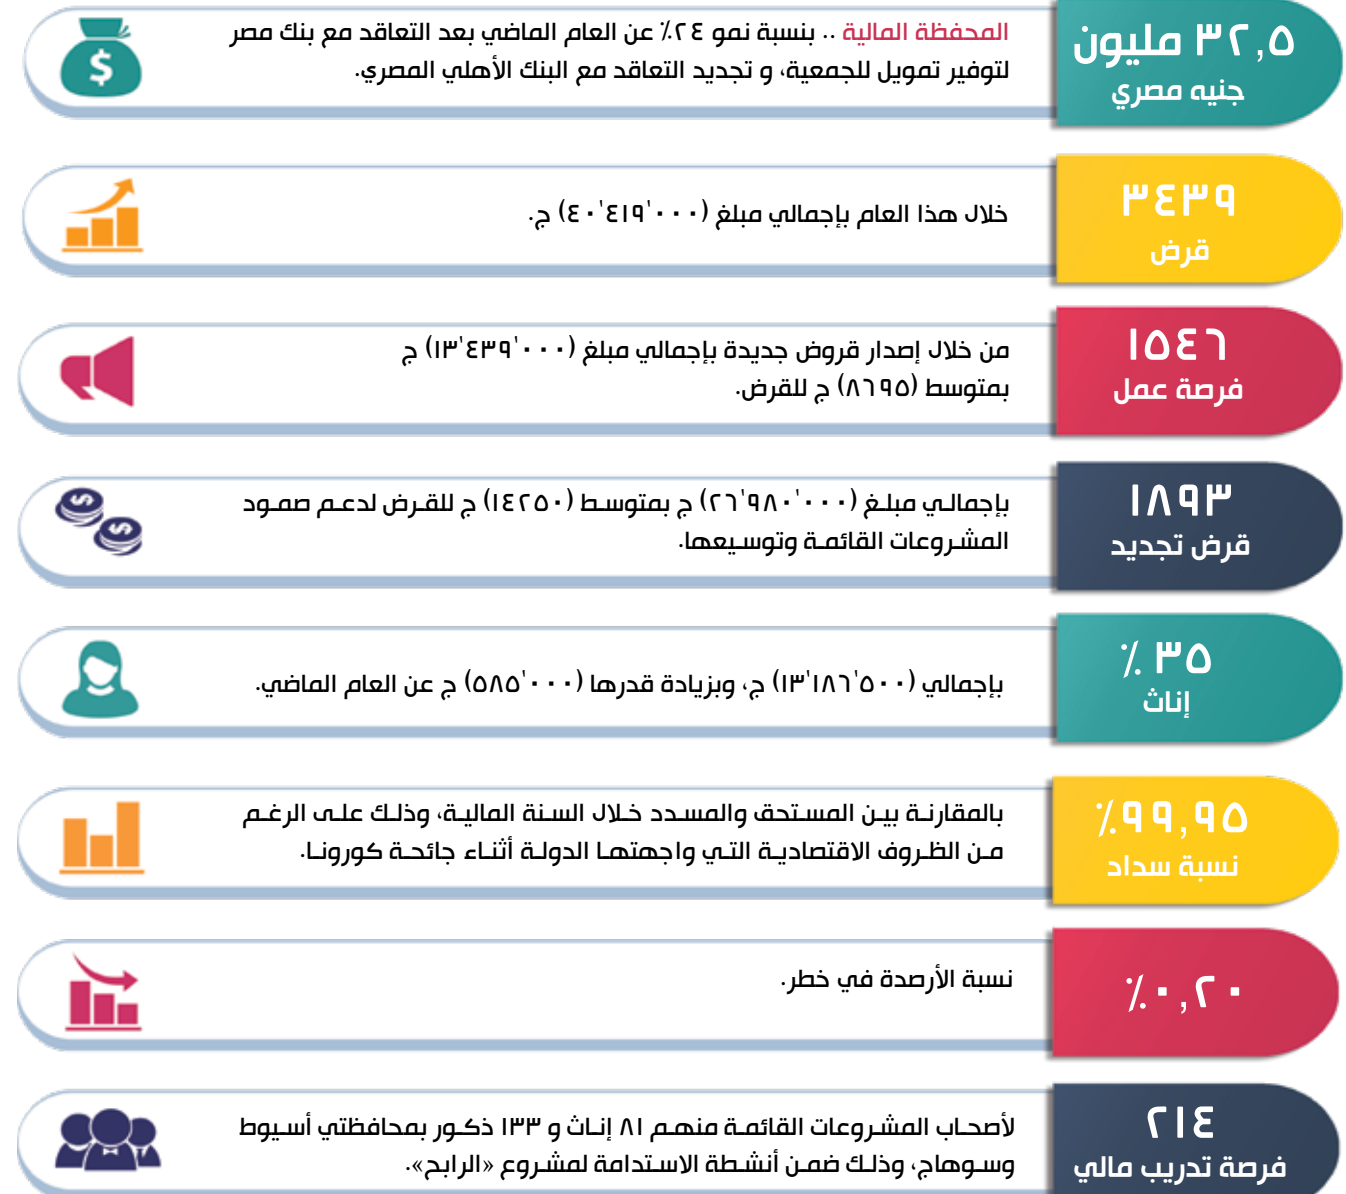 ٣٢,٥ مليون
جنيه مصري
المحفظة المالية .. بنسبة نمو ٢٤٪ عن العام الماضي بعد التعاقد مع بنك مصر
لتوفير تمويل للجمعية، و تجديد التعاقد مع البنك الأهلي المصري.
٣٤٣٩
قرض
خلال هذا العام بإجمالي مبلغ (٤٠'٤١٩'٠٠٠) ج.
١٥٤٦
فرصة عمل
من خلال إصدار قروض جديدة بإجمالي مبلغ (١٣'٤٣٩'٠٠٠) ج
بمتوسط (٨٦٩٥) ج للقرض.
١٨٩٣
قرض تجديد
بإجمالي مبلغ (٢٦'٩٨٠'٠٠٠) ج بمتوسط (١٤٢٥٠) ج للقرض لدعم صمود
المشروعات القائمة وتوسيعها.
٣٥ ٪
إناث
بإجمالي (١٣'١٨٦'٥٠٠) ج، وبزيادة قدرها (٥٨٥'٠٠٠) ج عن العام الماضي.
٩٩,٩٥٪
نسبة سداد
بالمقارنة بين المستحق والمسدد خلال السنة المالية، وذلك على الرغم
من الظروف الاقتصادية التي واجهتها الدولة أثناء جائحة كورونا.
٠,٢٠٪
نسبة الأرصدة في خطر.
٢١٤
فرصة تدريب مالي
لأصحاب المشروعات القائمة منهم ٨١ إناث و ١٣٣ ذكور بمحافظتي أسيوط
وسوهاج، وذلك ضمن أنشطة الاستدامة لمشروع «الرابح».